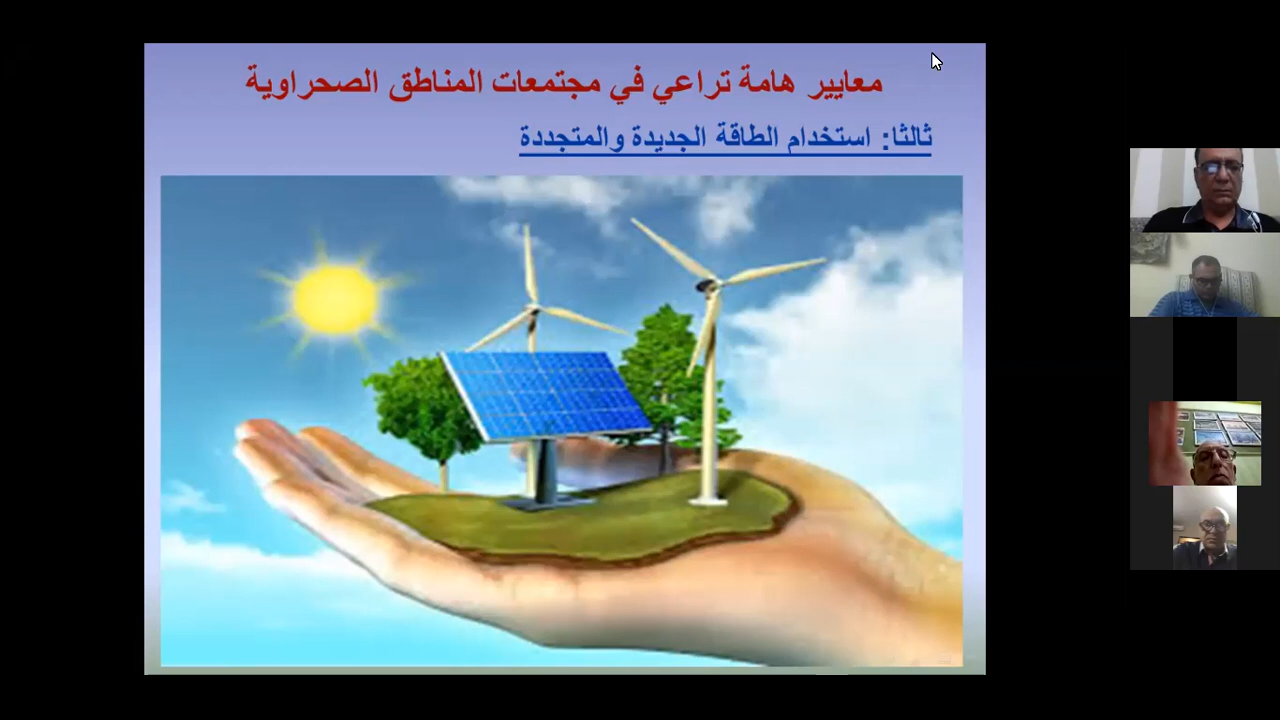 معايير هامة تراعي في مجتمعات المناطق الصحراوية
ثالثا: استخدام الطاقة الجديدة والمتجددة